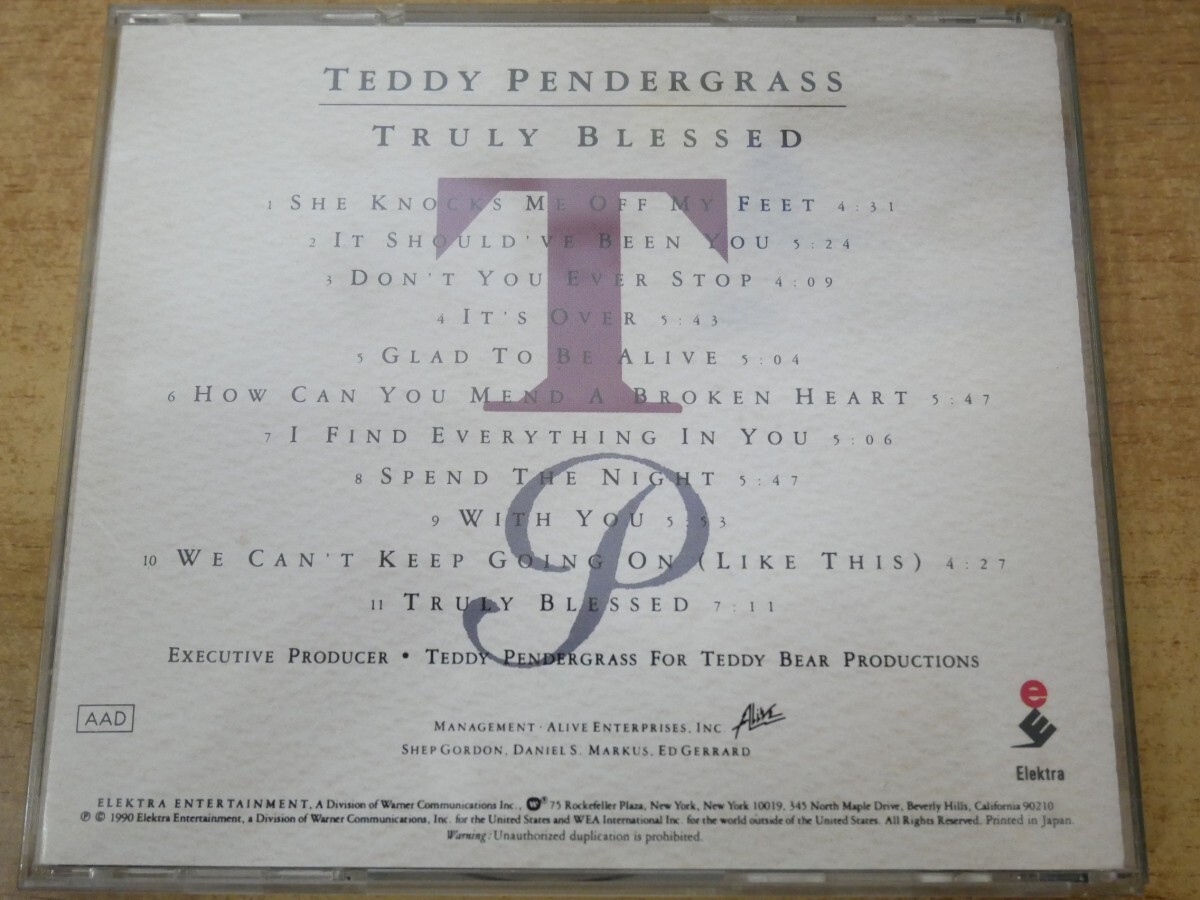 TEDDY PENDERGRASS
TRULY BLESSED
1 SHE KNOCKS ME OFF MY FEET 4:31
2 IT SHOULD'VE BEEN YOU 5:24
3 DON'T YOU EVER STOP 4:09
4 IT'S OVER 5:43
5 GLAD TO BE ALIVE 5:04
6 HOW CAN YOU MEND A BROKEN HEART 5:47
7 I FIND EVERYTHING IN YOU 5:06
8 SPEND THE NIGHT 5:47
9 WITH YOU 5:53
10 WE CAN'T KEEP GOING ON (LIKE THIS) 4:27
11 TRULY BLESSED 7:11
TP
EXECUTIVE PRODUCER • TEDDY PENDERGRASS FOR TEDDY BEAR PRODUCTIONS
AAD
MANAGEMENT · ALIVE ENTERPRISES, INC. ALIVE
SHEP GORDON, DANIEL S. MARKUS, ED GERRARD
e E
Elektra
ELEKTRA ENTERTAINMENT, A Division of Warner Communications Inc., W® 75 Rockefeller Plaza, New York, New York 10019, 345 North Maple Drive, Beverly Hills, California 90210
℗ © 1990 Elektra Entertainment, a Division of Warner Communications, Inc. for the United States and WEA International Inc. for the world outside of the United States. All Rights Reserved. Printed in Japan.
Warning: Unauthorized duplication is prohibited.